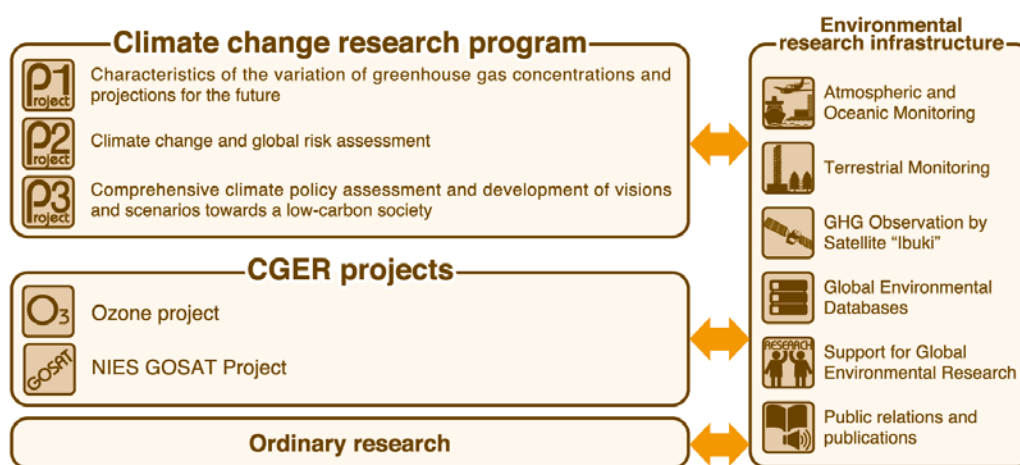 Climate change research program
P1
roject
Characteristics of the variation of greenhouse gas concentrations and
projections for the future
P2
roject
Climate change and global risk assessment
P3
roject
Comprehensive climate policy assessment and development of visions
and scenarios towards a low-carbon society
CGER projects
O3
Ozone project
GOSAT
NIES GOSAT Project
Ordinary research
Environmental
research infrastructure
Atmospheric and
Oceanic Monitoring
Terrestrial Monitoring
GHG Observation by
Satellite “Ibuki”
Global Environmental
Databases
RESEARCH
Support for Global
Environmental Research
Public relations and
publications